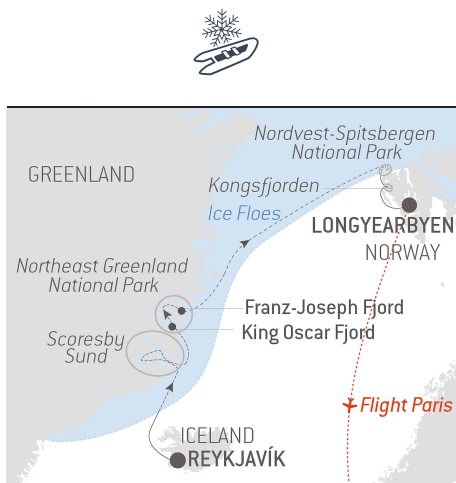 Nordvest-Spitsbergen
National Park
GREENLAND
Kongsfjorden
Ice Floes
LONGYEARBYEN
NORWAY
Northeast Greenland
National Park
Franz-Joseph Fjord
King Oscar Fjord
Scoresby
Sund
Flight Paris
ICELAND
REYKJAVÍK